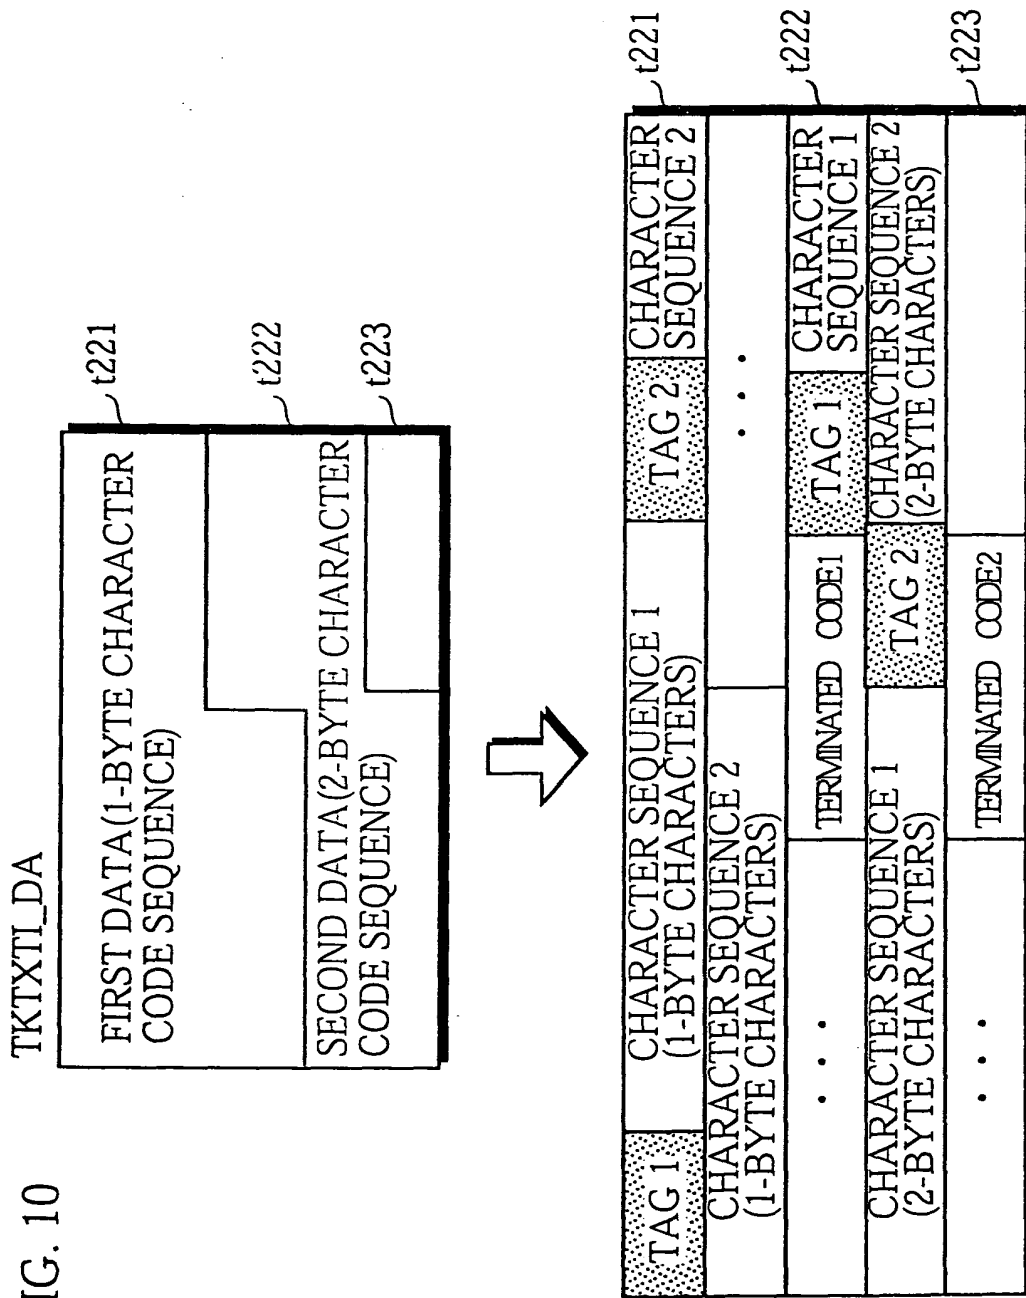 IG. 10
TKTXTI_DA
FIRST DATA(1-BYTE CHARACTER
CODE SEQUENCE)
t221
t222
SECOND DATA(2-BYTE CHARACTER
CODE SEQUENCE)
t223
TAG 1
CHARACTER SEQUENCE 1
(1-BYTE CHARACTERS)
TAG 2
CHARACTER
SEQUENCE 2
t221
CHARACTER SEQUENCE 2
(1-BYTE CHARACTERS)
. . .
. . .
TERMINATED CODE1
TAG 1
CHARACTER
SEQUENCE 1
t222
CHARACTER SEQUENCE 1
(2-BYTE CHARACTERS)
TAG 2
CHARACTER SEQUENCE 2
(2-BYTE CHARACTERS)
. . .
TERMINATED CODE2
t223